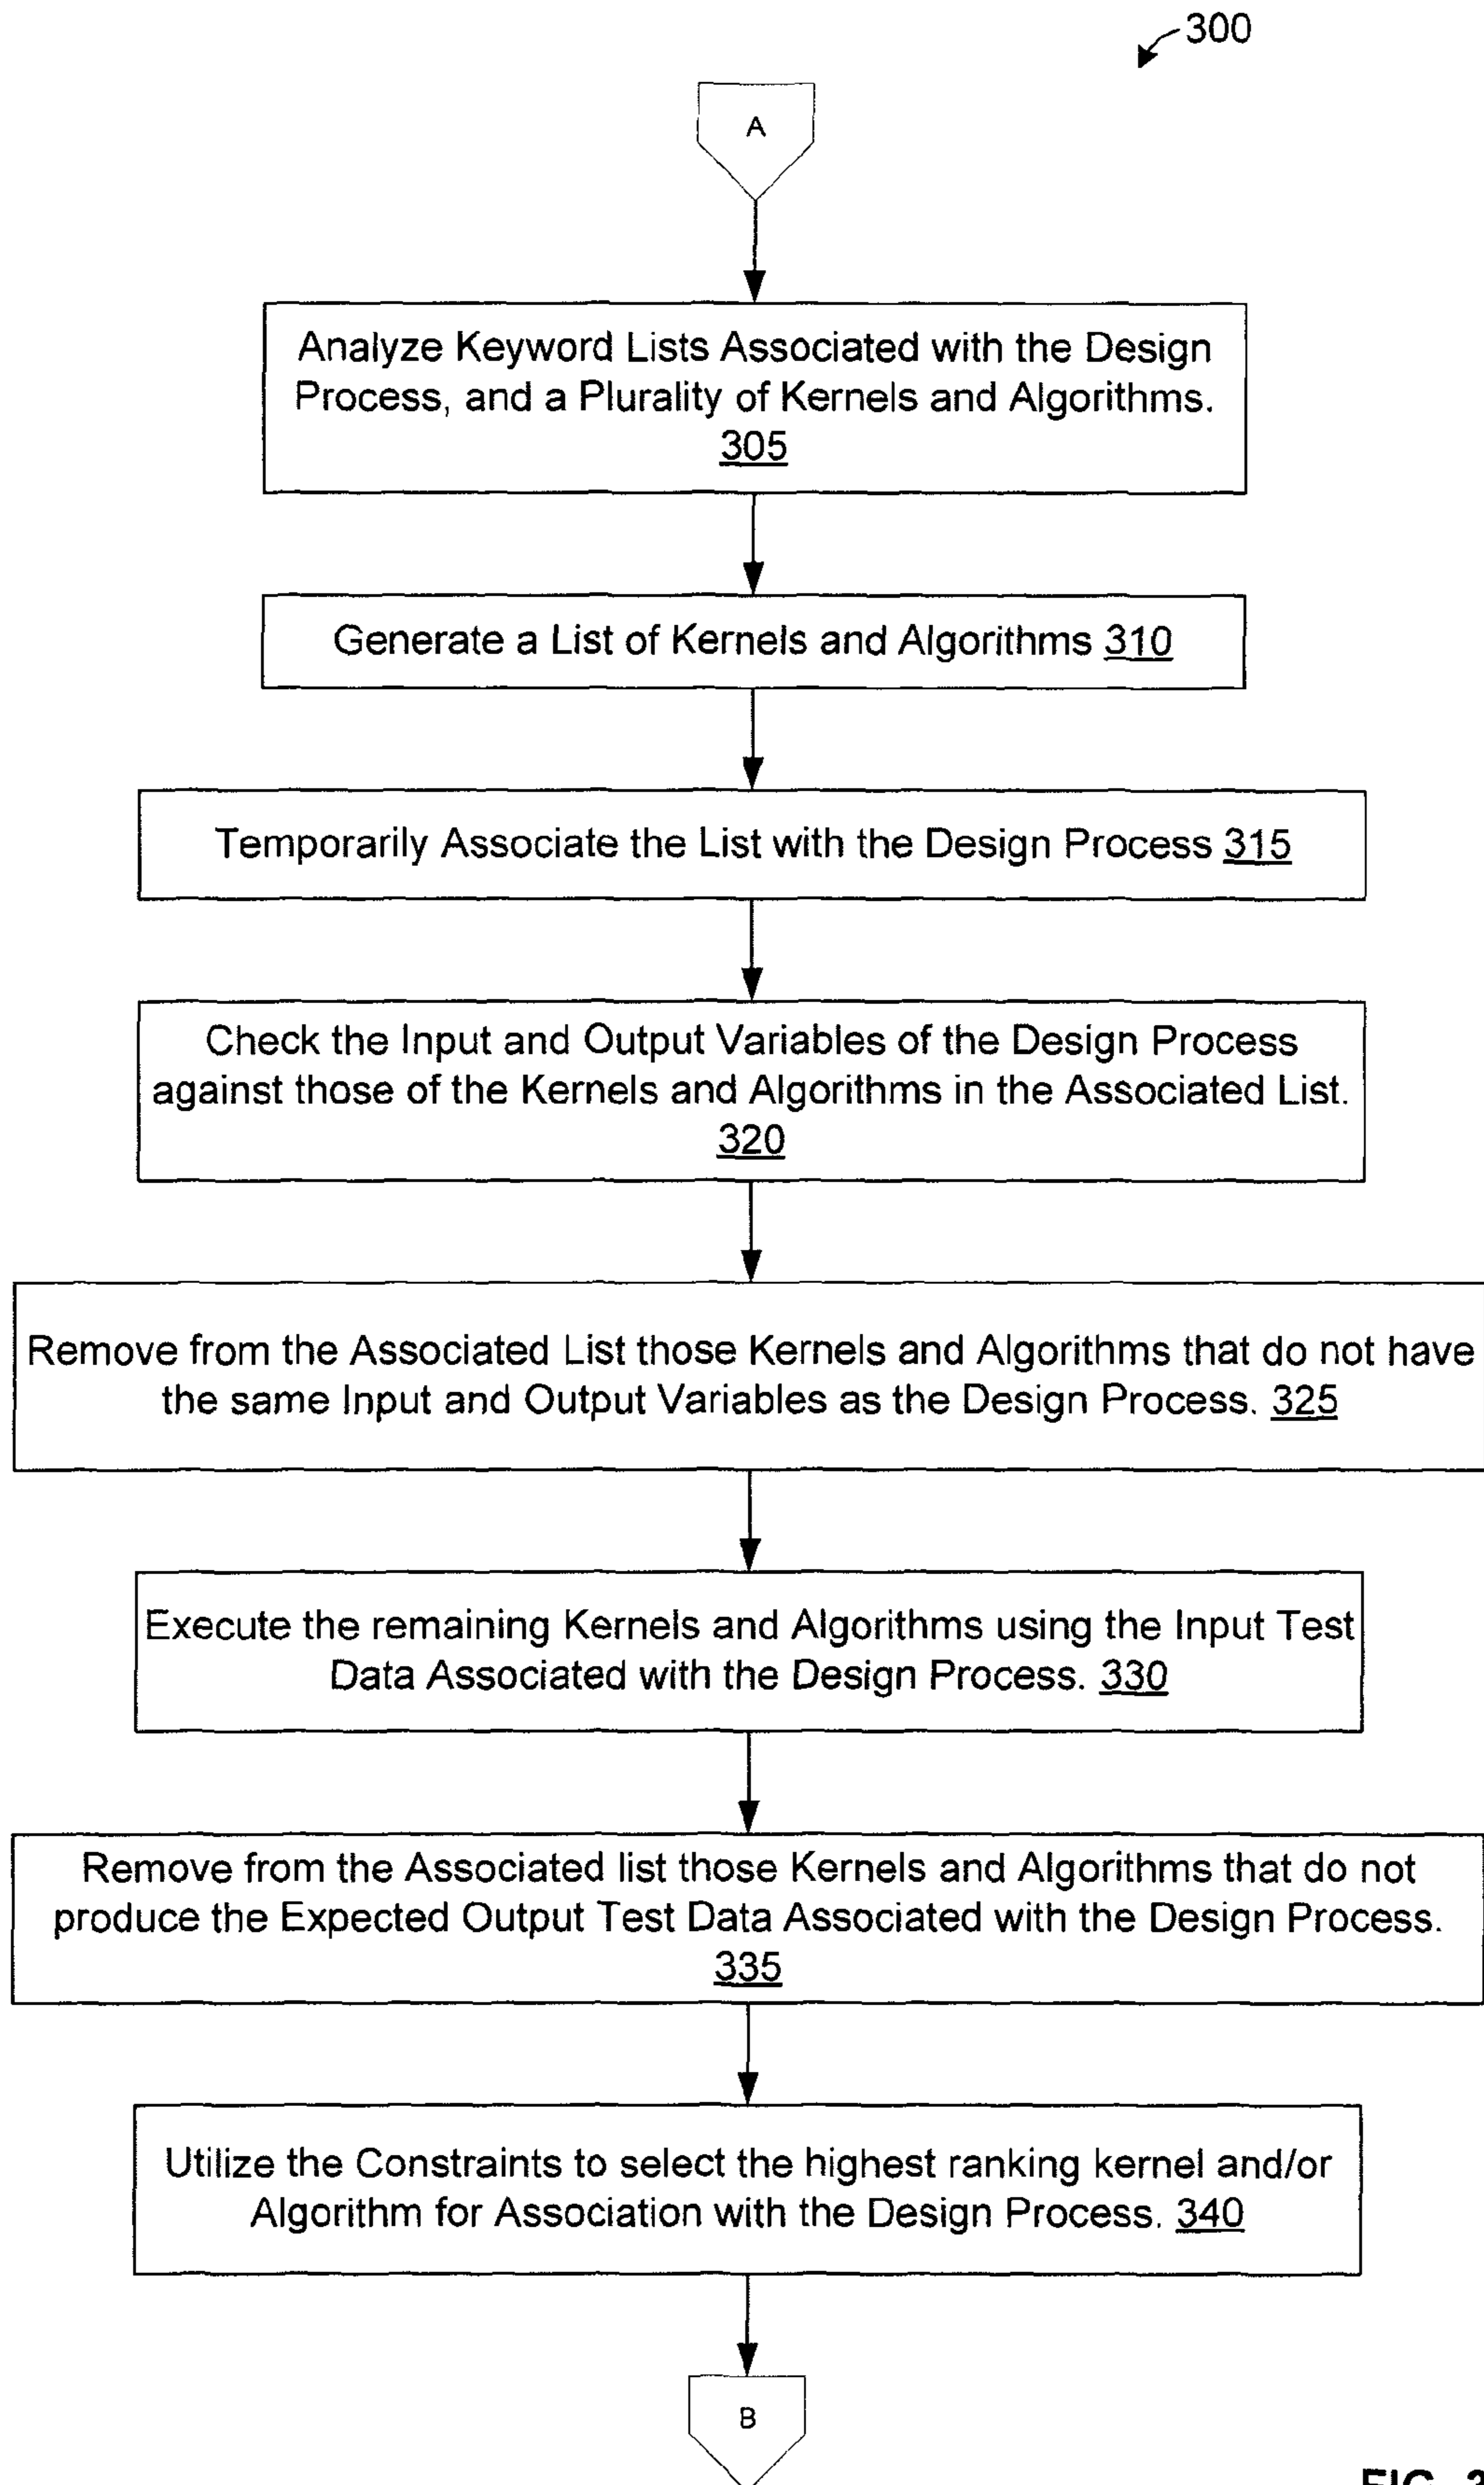 300
A
Analyze Keyword Lists Associated with the Design
Process, and a Plurality of Kernels and Algorithms.
305
Generate a List of Kernels and Algorithms 310
Temporarily Associate the List with the Design Process 315
Check the Input and Output Variables of the Design Process
against those of the Kernels and Algorithms in the Associated List.
320
Remove from the Associated List those Kernels and Algorithms that do not have
the same Input and Output Variables as the Design Process. 325
Execute the remaining Kernels and Algorithms using the Input Test
Data Associated with the Design Process. 330
Remove from the Associated list those Kernels and Algorithms that do not
produce the Expected Output Test Data Associated with the Design Process.
335
Utilize the Constraints to select the highest ranking kernel and/or
Algorithm for Association with the Design Process. 340
B
FIG. 3